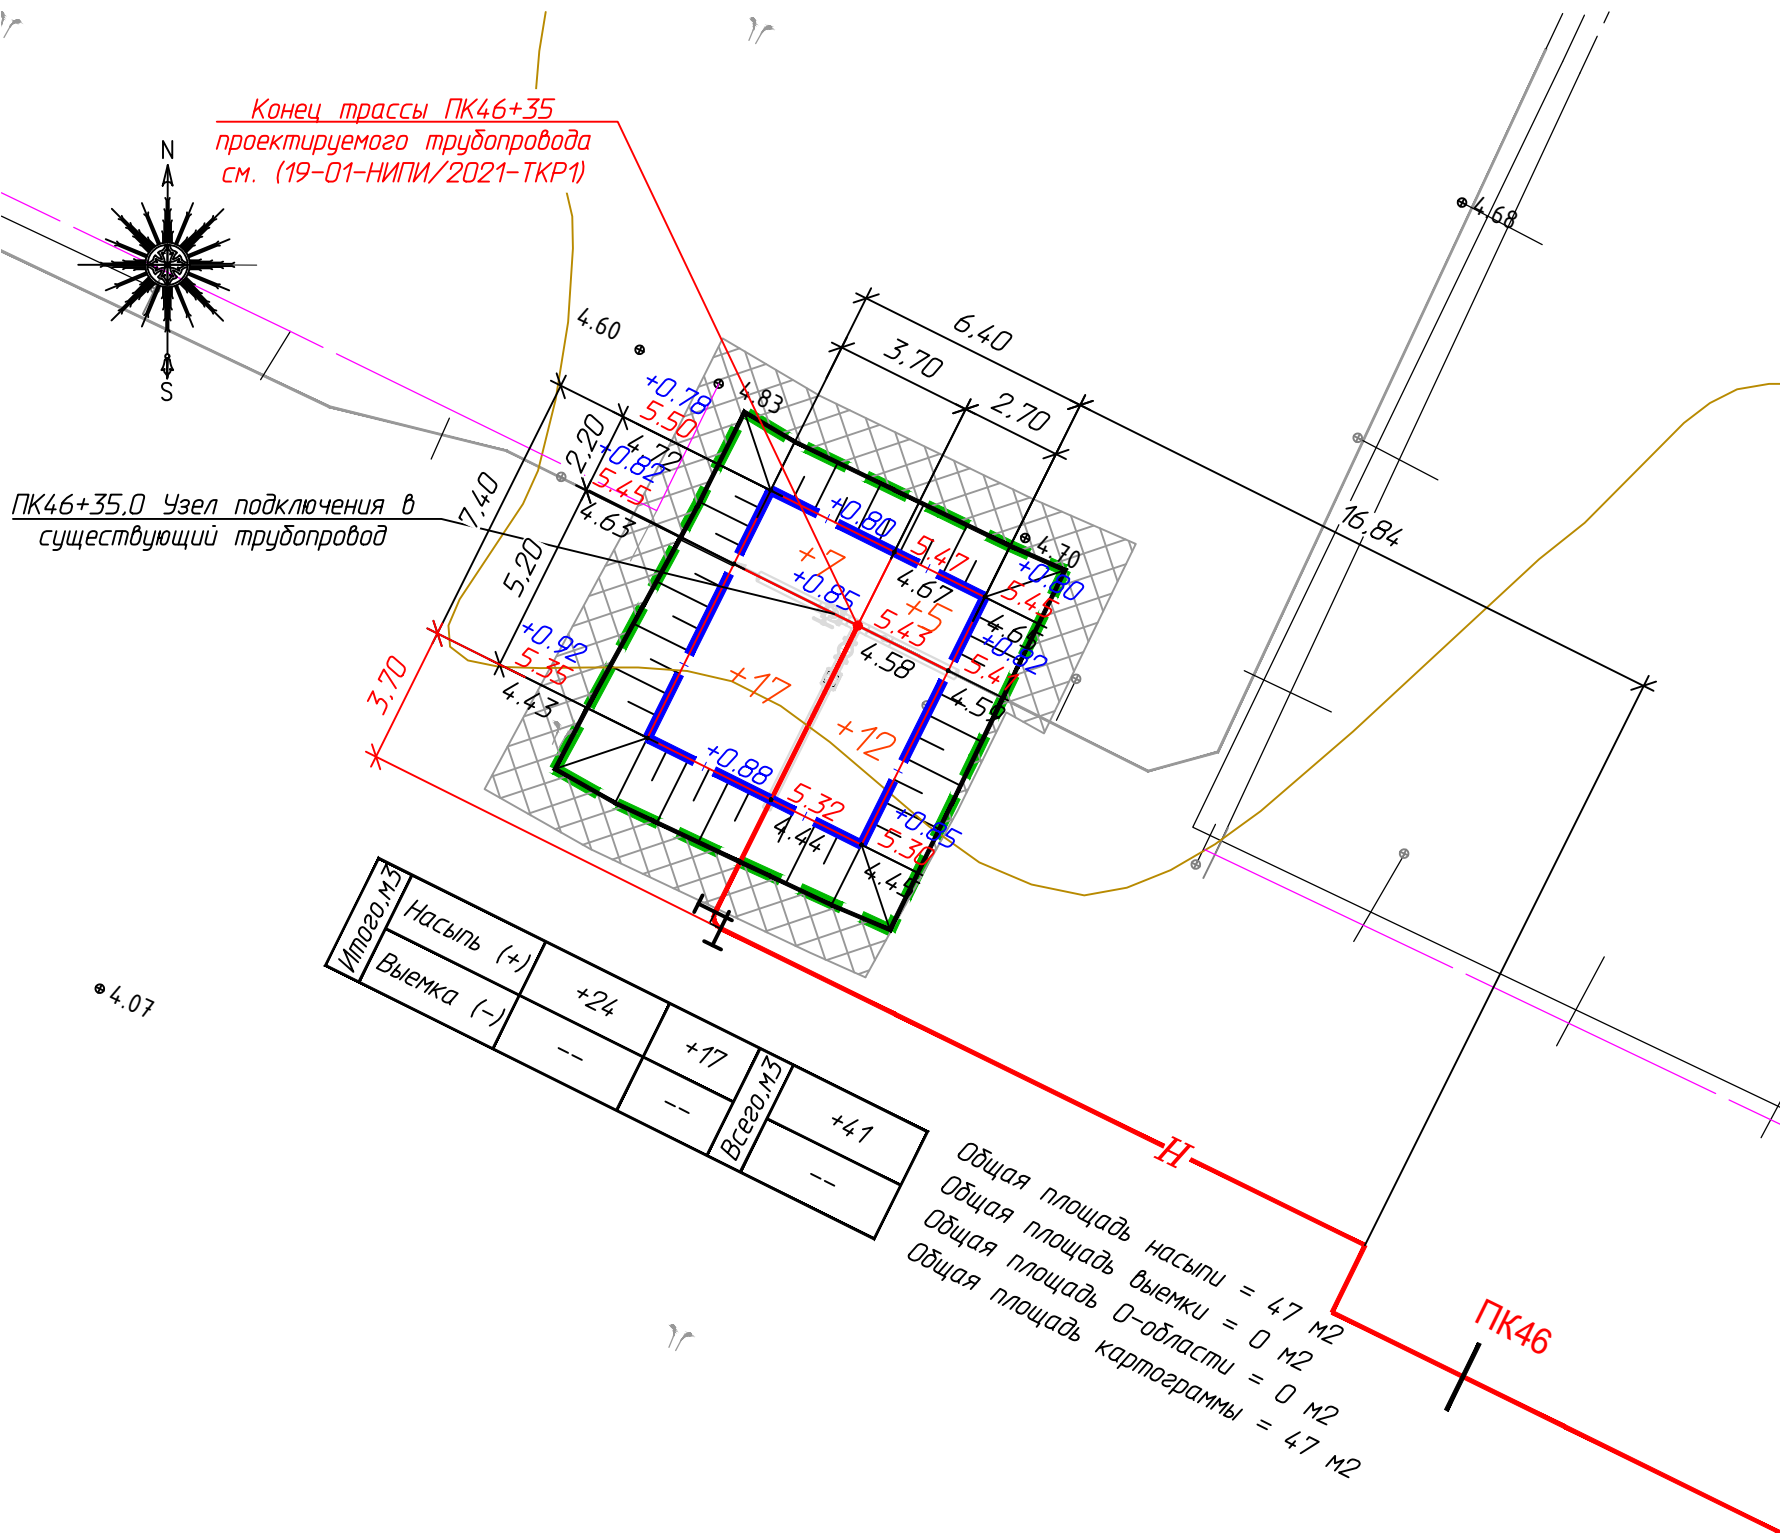 Конец трассы ПК46+35
проектируемого трубопровода
см. (19-01-НИПИ/2021-ТКР1)
N
S
4.68
4.60
4.83
6,40
3,70
2,70
16,84
+0.78
5.50
4.72
+0.82
5.45
4.63
2,20
7,40
5,20
3,70
ПК46+35,0 Узел подключения в
существующий трубопровод
+0.80
5.47
4.67
4.70
+0.80
5.45
4.65
+7
+0.85
5.43
4.58
+5
+0.82
5.41
4.59
+0.92
5.35
4.43
+17
+12
+0.88
5.32
4.44
+0.85
5.30
4.45
4.07
Итого,м3
Насыпь (+)
+24
+17
Выемка (-)
--
--
Всего,м3
+41
--
Н
Общая площадь насыпи = 47 м2
Общая площадь выемки = 0 м2
Общая площадь 0-области = 0 м2
Общая площадь картограммы = 47 м2
ПК46